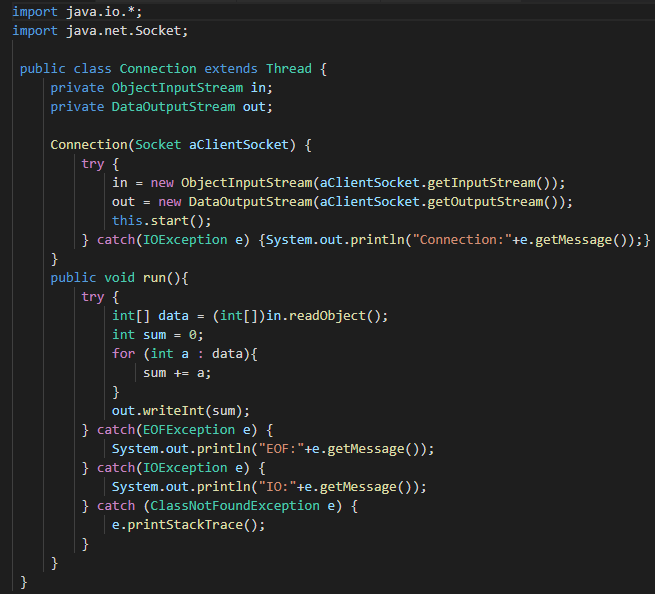 import java.io.*;
import java.net.Socket;

 public class Connection extends Thread {
     private ObjectInputStream in;
     private DataOutputStream out;

     Connection(Socket aClientSocket) {
         try {
             in = new ObjectInputStream(aClientSocket.getInputStream());
             out = new DataOutputStream(aClientSocket.getOutputStream());
             this.start();
         } catch(IOException e) {System.out.println("Connection:"+e.getMessage());}
     }
     public void run(){
         try {
             int[] data = (int[])in.readObject();
             int sum = 0;
             for (int a : data){
                 sum += a;
             }
             out.writeInt(sum);
         } catch(EOFException e) {
             System.out.println("EOF:"+e.getMessage());
         } catch(IOException e) {
             System.out.println("IO:"+e.getMessage());
         } catch (ClassNotFoundException e) {
             e.printStackTrace();
         }
     }
 }